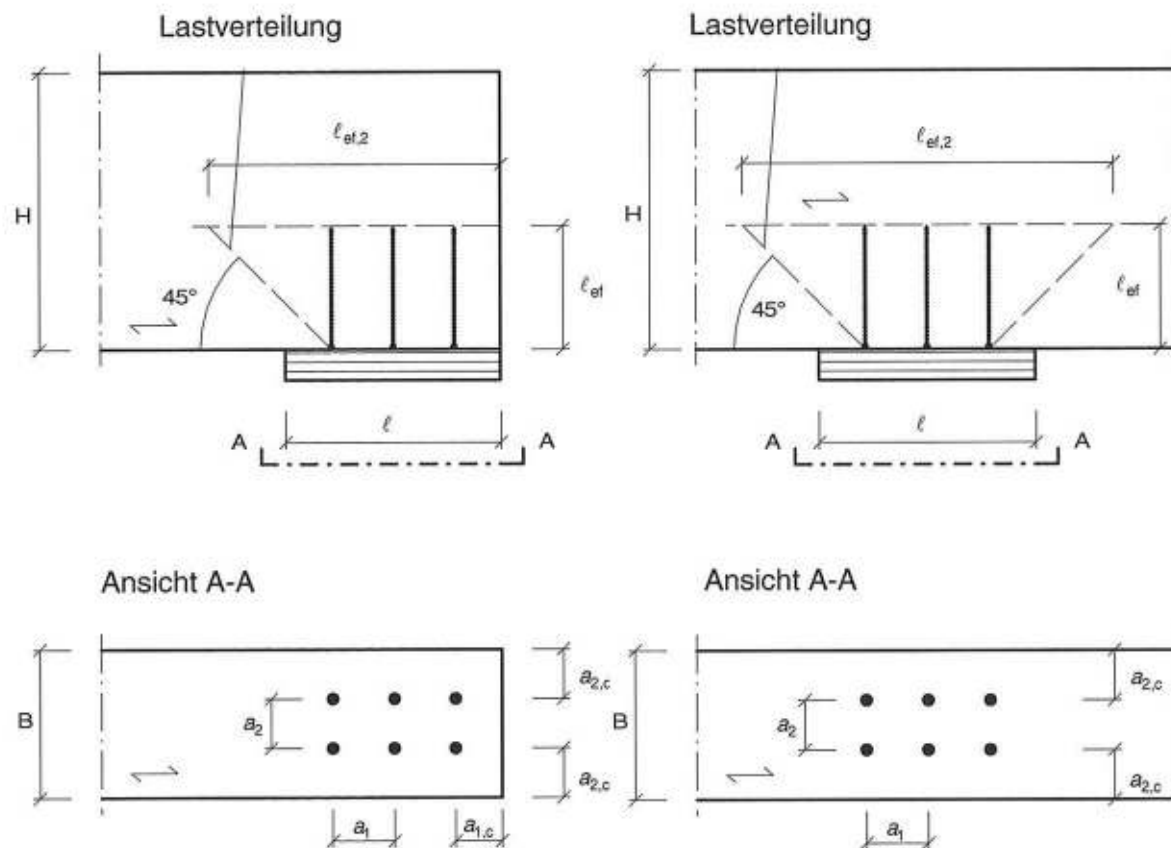 Lastverteilung
ℓef,2
H
45°
ℓef
ℓ
A A
Lastverteilung
ℓef,2
H
45°
ℓef
ℓ
A A
Ansicht A-A
B
a2
a2,c
a2,c
a1
a1,c
Ansicht A-A
B
a2
a2,c
a2,c
a1